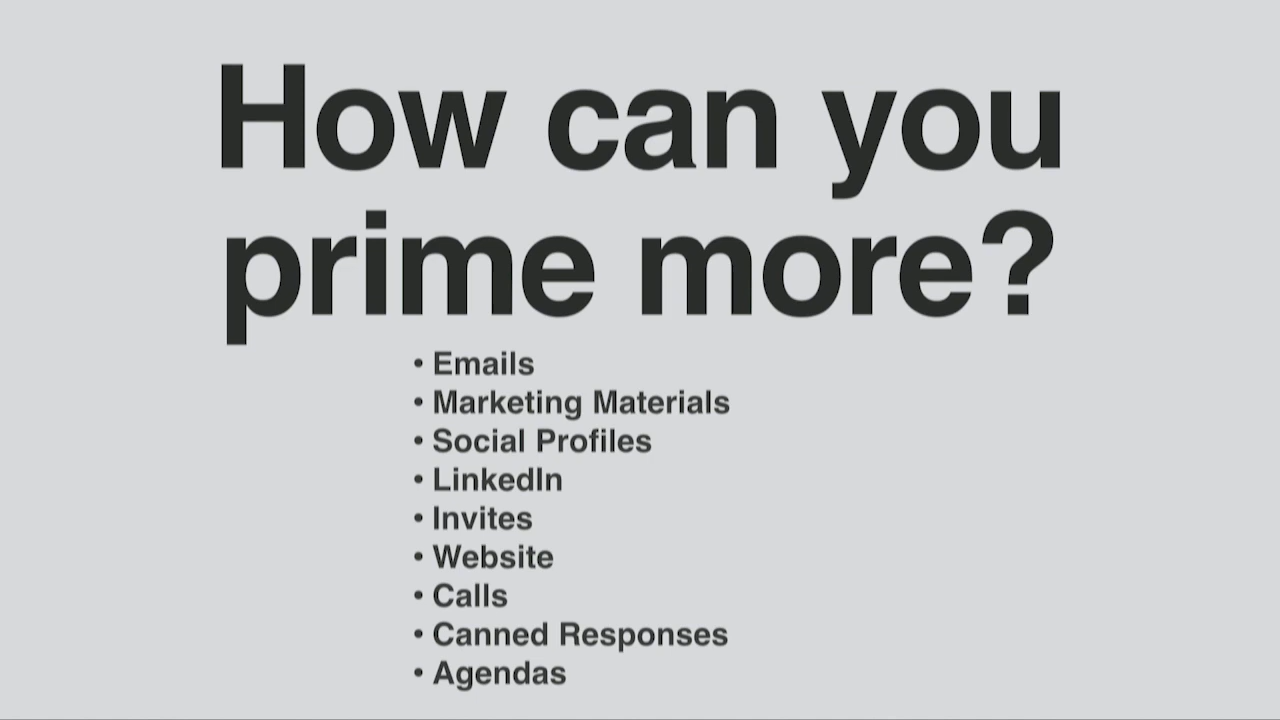 How can you
prime more?
• Emails
• Marketing Materials
• Social Profiles
• LinkedIn
• Invites
• Website
• Calls
• Canned Responses
• Agendas